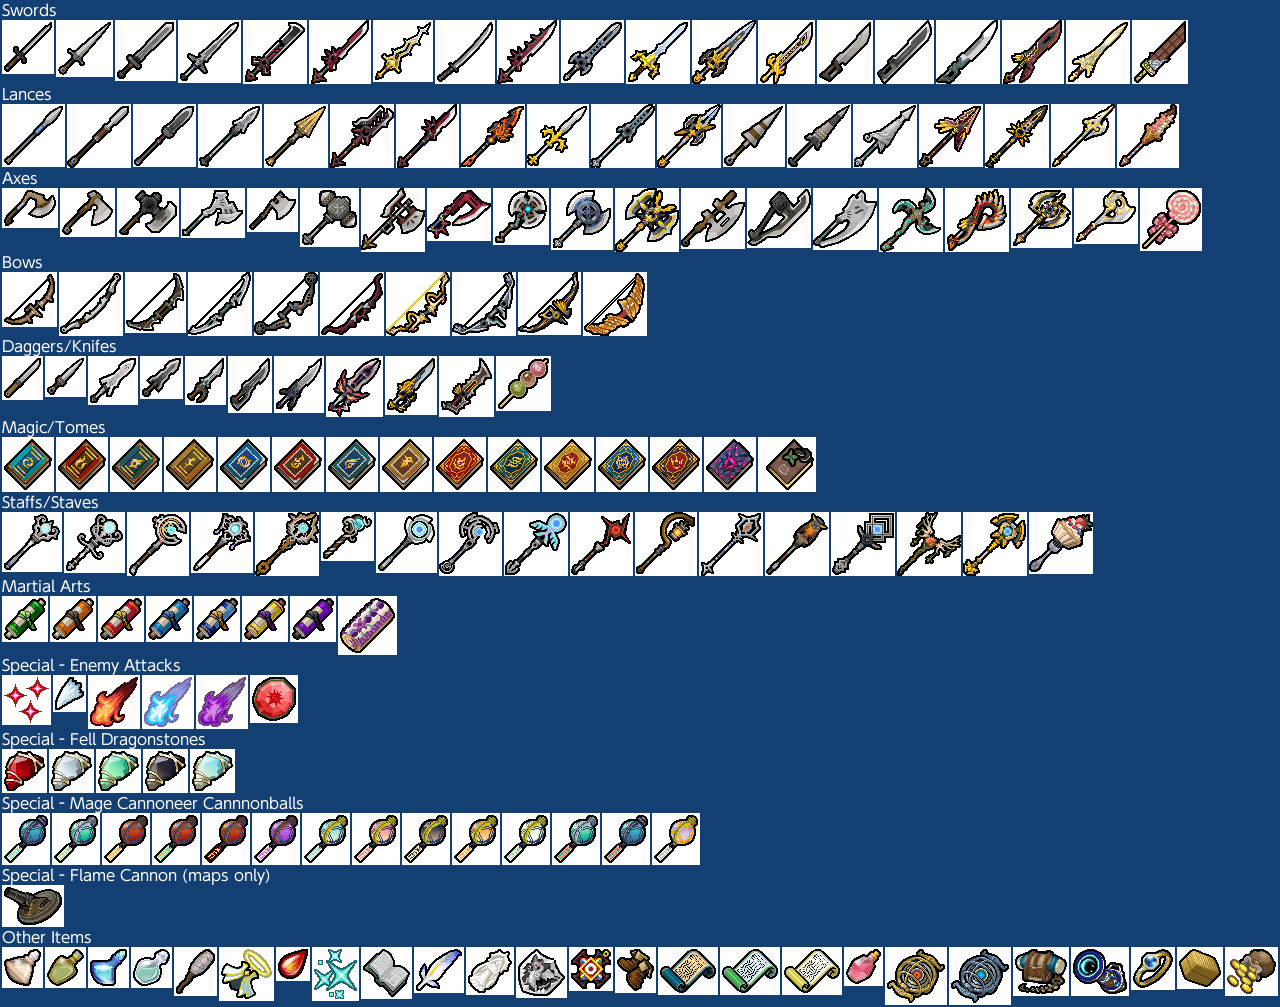 Swords
Lances
Axes
Bows
Daggers/Knifes
Magic/Tomes
Staffs/Staves
Martial Arts
Special - Enemy Attacks
Special - Fell Dragonstones
Special - Mage Cannoneer Cannnonballs
Special - Flame Cannon (maps only)
Other Items